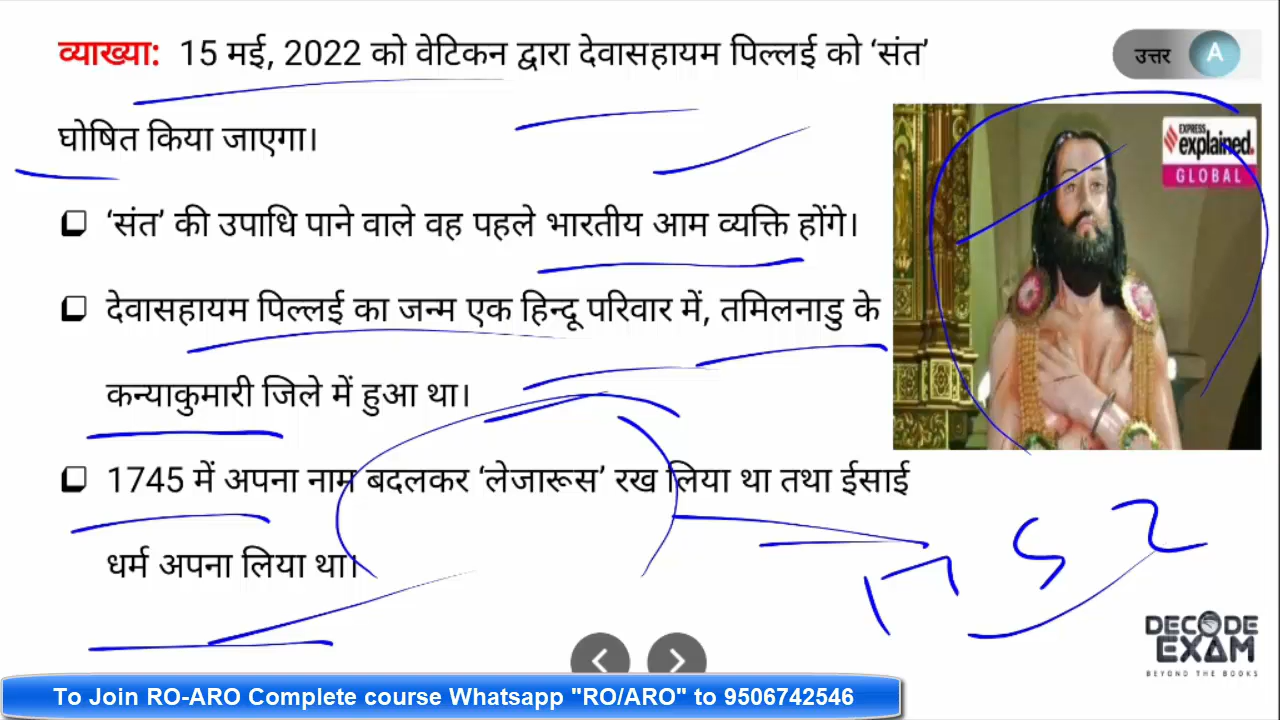 व्याख्या: 15 मई, 2022 को वेटिकन द्वारा देवासहायम पिल्लई को ‘संत’
घोषित किया जाएगा।
उत्तर A
EXPRESS
explained.
GLOBAL
‘संत’ की उपाधि पाने वाले वह पहले भारतीय आम व्यक्ति होंगे।
देवासहायम पिल्लई का जन्म एक हिन्दू परिवार में, तमिलनाडु के
कन्याकुमारी जिले में हुआ था।
1745 में अपना नाम बदलकर ‘लेजारूस’ रख लिया था तथा ईसाई
धर्म अपना लिया था।
1752
DECODE
EXAM
BEYOND THE BOOKS
To Join RO-ARO Complete course Whatsapp "RO/ARO" to 9506742546